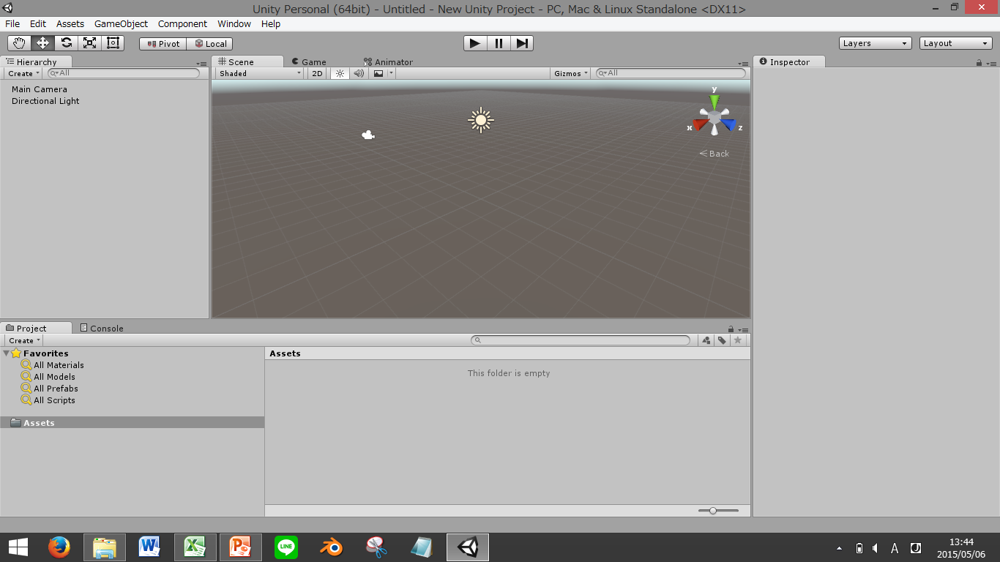 Unity Personal (64bit) - Untitled - New Unity Project - PC, Mac & Linux Standalone <DX11>
File Edit Assets GameObject Component Window Help
Pivot Local Layers Layout
Hierarchy
Create All
Main Camera
Directional Light
Scene Game Animator
Shaded 2D Gizmos All
y
x z
Back
Inspector
Project Console
Create
Favorites
All Materials
All Models
All Prefabs
All Scripts
Assets
Assets
This folder is empty
LINE
A
13:44
2015/05/06